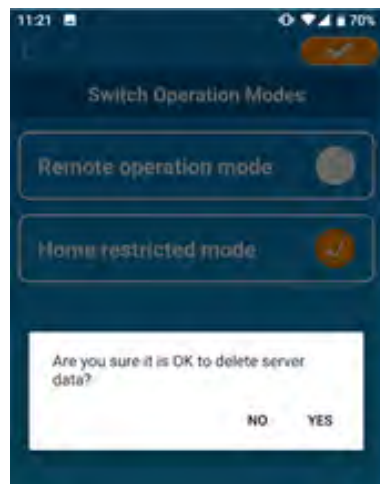 11:21 70%
Switch Operation Modes
Remote operation mode
Home restricted mode
Are you sure it is OK to delete server
data?
NO YES